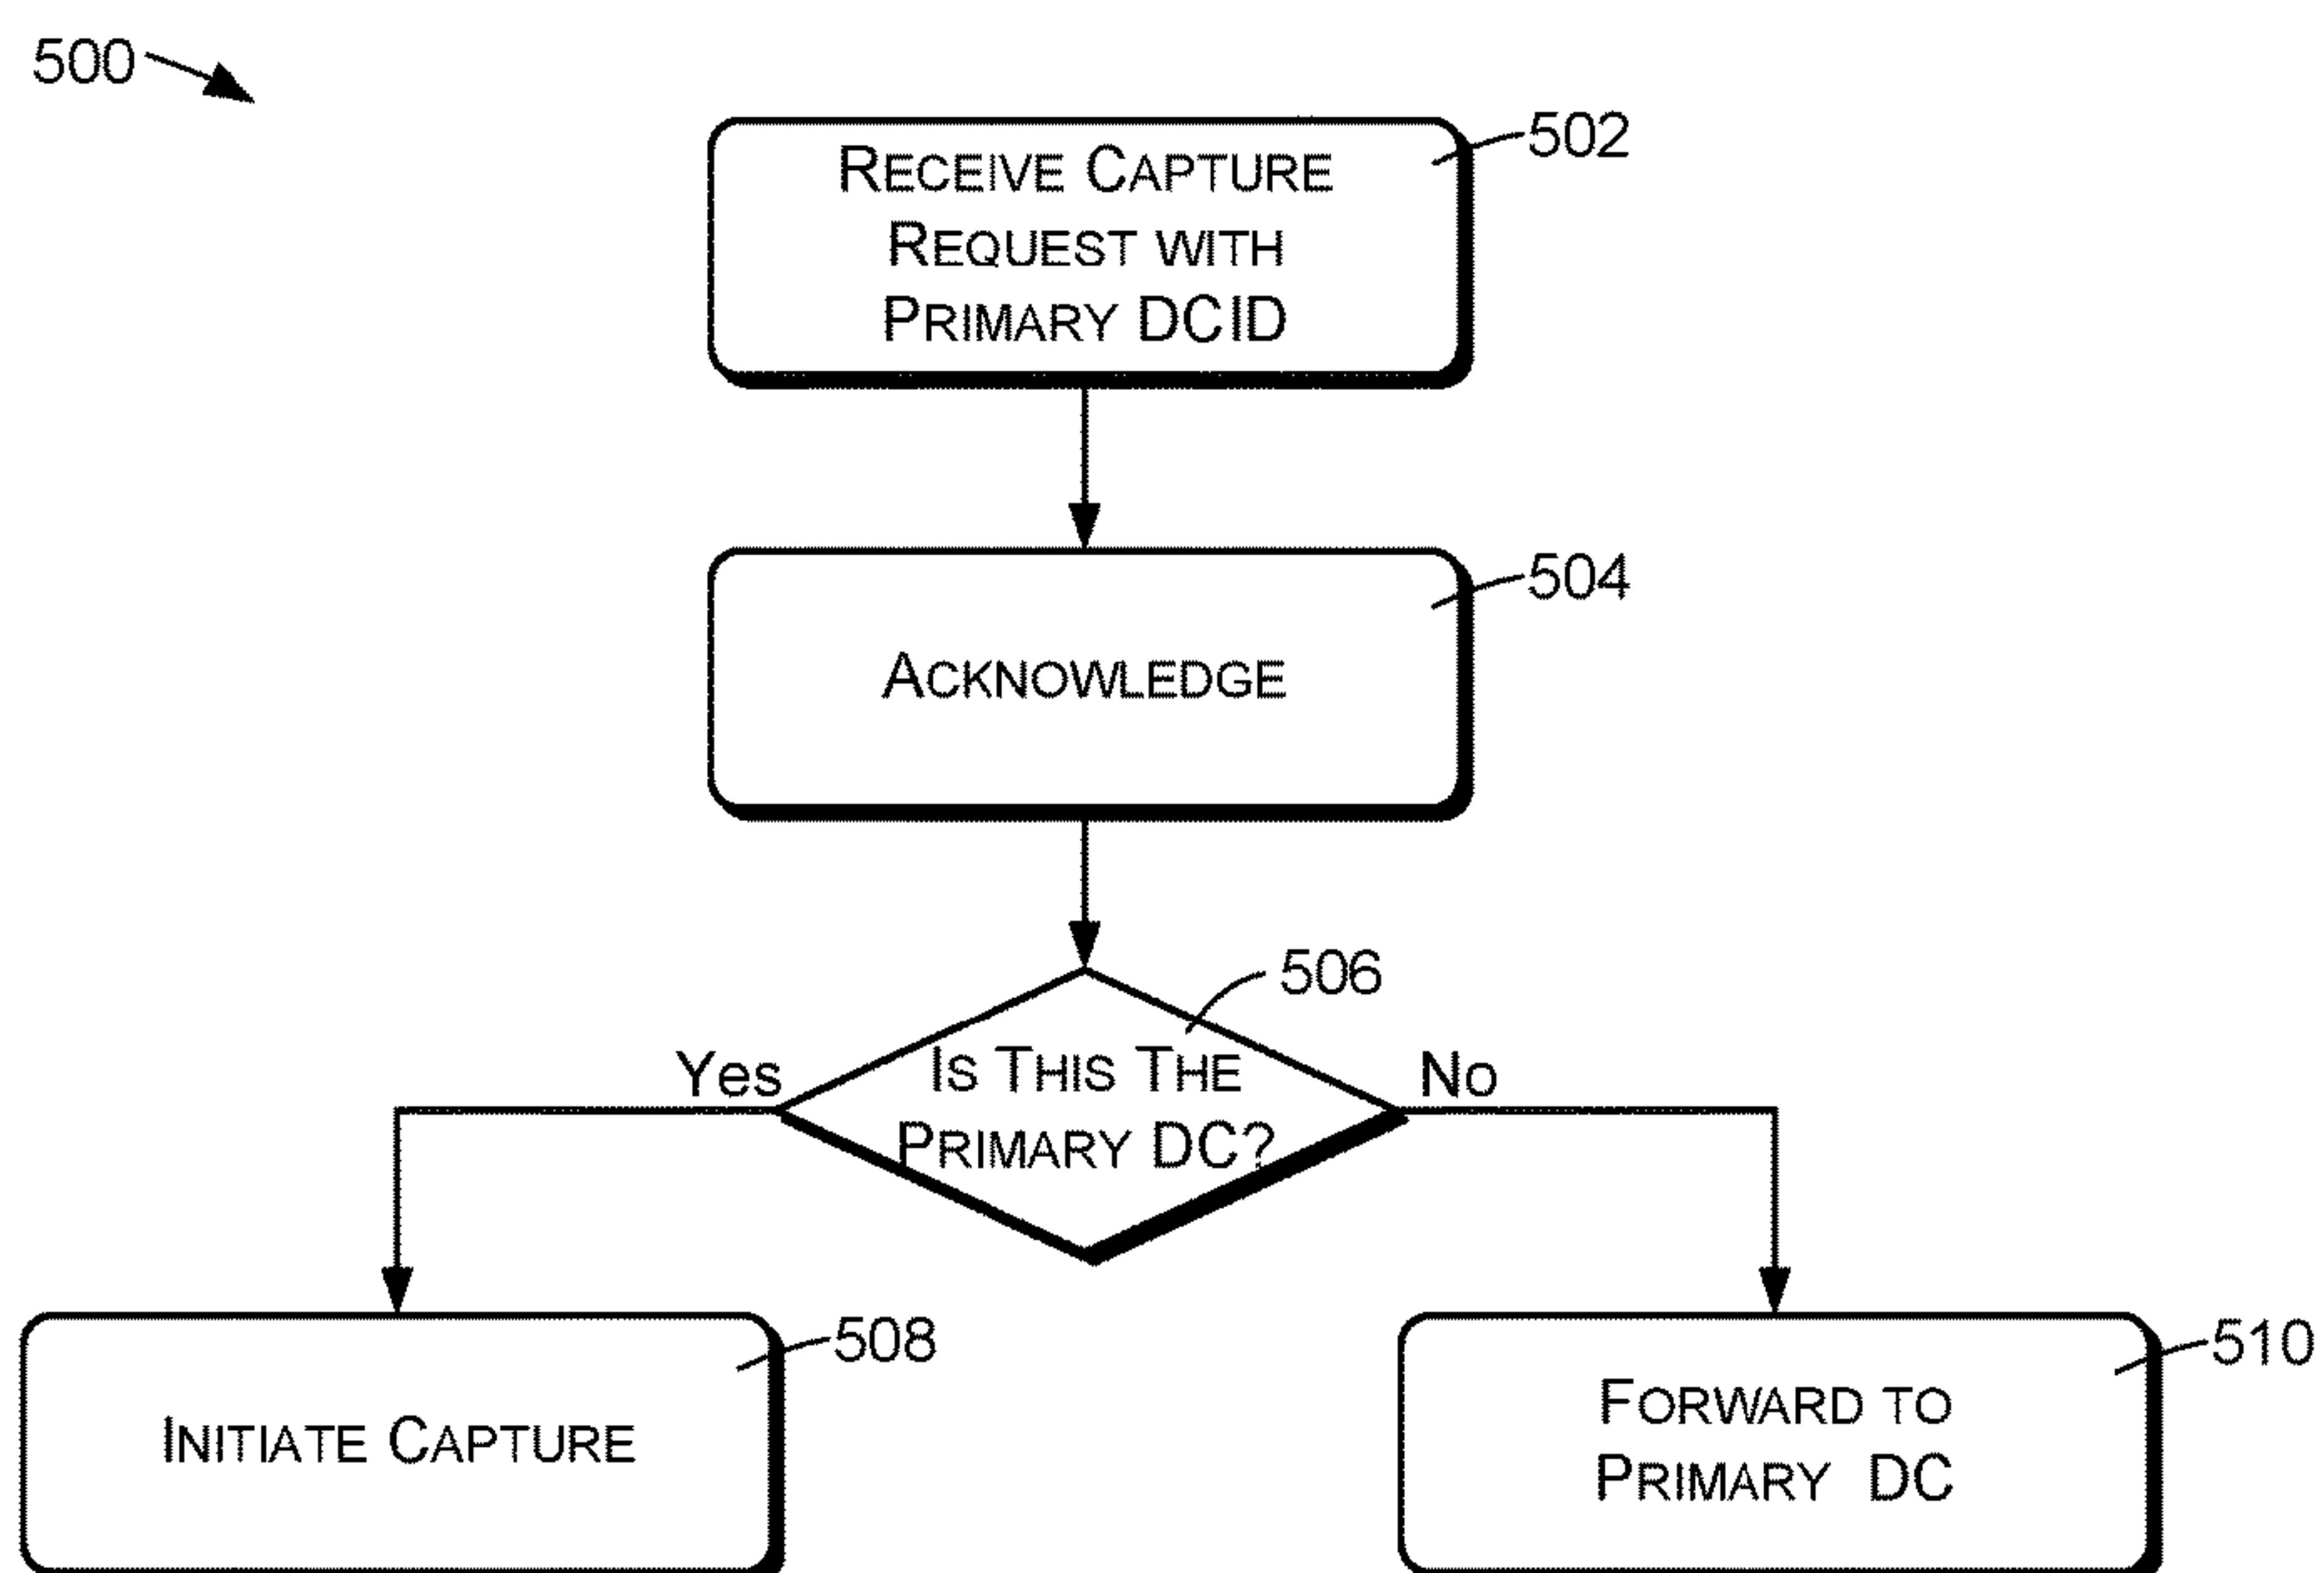 500
RECEIVE CAPTURE
REQUEST WITH
PRIMARY DCID
502
ACKNOWLEDGE
504
IS THIS THE
PRIMARY DC?
506
Yes
No
INITIATE CAPTURE
508
FORWARD TO
PRIMARY DC
510